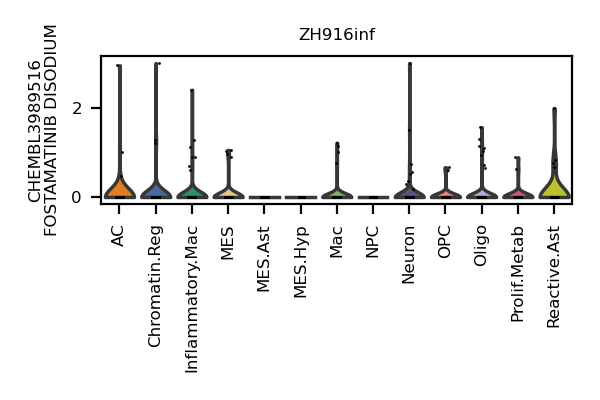 ZH916inf
CHEMBL3989516
FOSTAMATINIB DISODIUM
2
0
AC
Chromatin.Reg
Inflammatory.Mac
MES
MES.Ast
MES.Hyp
Mac
NPC
Neuron
OPC
Oligo
Prolif.Metab
Reactive.Ast